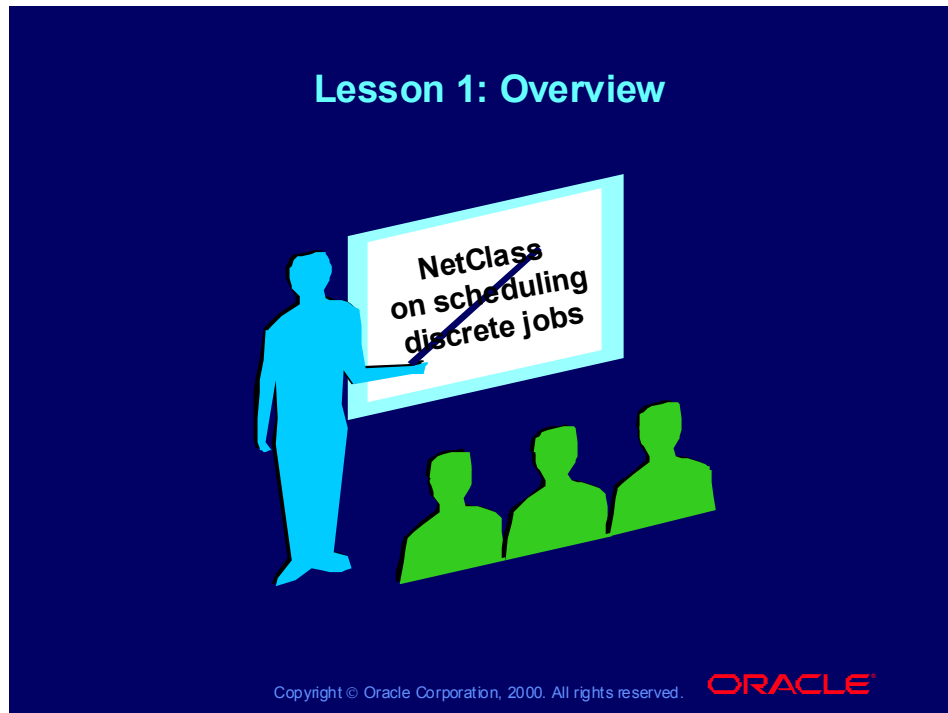 Lesson 1: Overview
NetClass
on scheduling
discrete jobs
Copyright © Oracle Corporation, 2000. All rights reserved.
ORACLE®